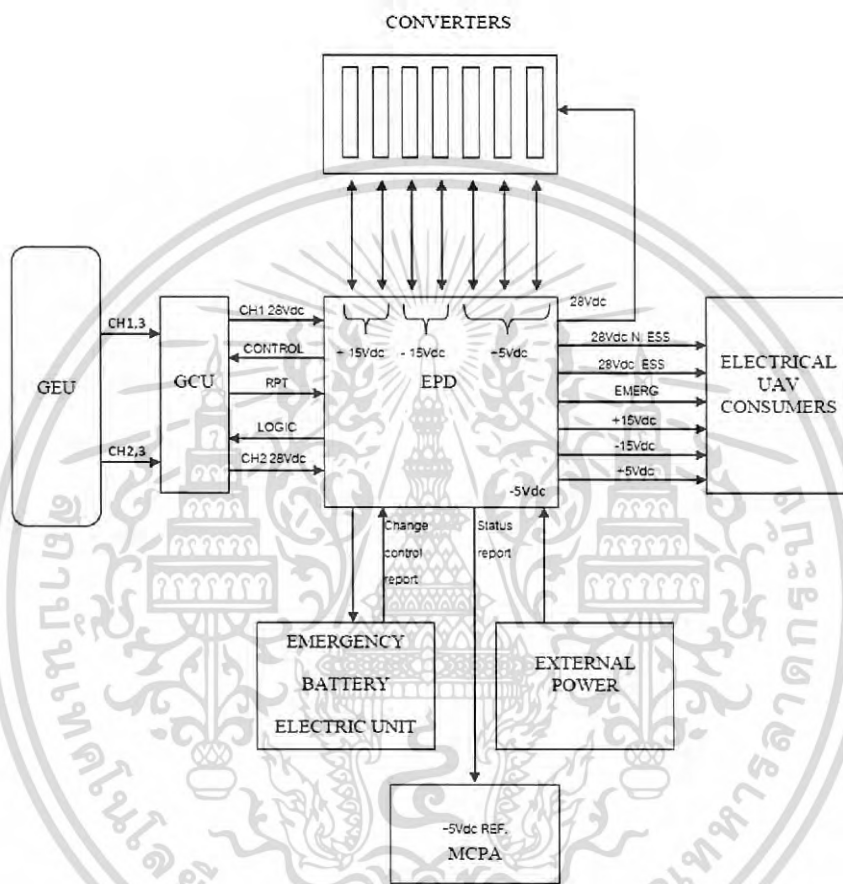 CONVERTERS
GEU
CH1,3
CH2,3
GCU
CH1 28Vdc
CONTROL
RPT
LOGIC
CH2 28Vdc
+ 15Vdc
- 15Vdc
+5Vdc
EPD
-5Vdc
28Vdc
28Vdc N. ESS
28Vdc ESS
EMERG
+15Vdc
-15Vdc
+5Vdc
ELECTRICAL
UAV
CONSUMERS
Change
control
report
Status
report
EMERGENCY
BATTERY
ELECTRIC UNIT
EXTERNAL
POWER
-5Vdc REF.
MCPA